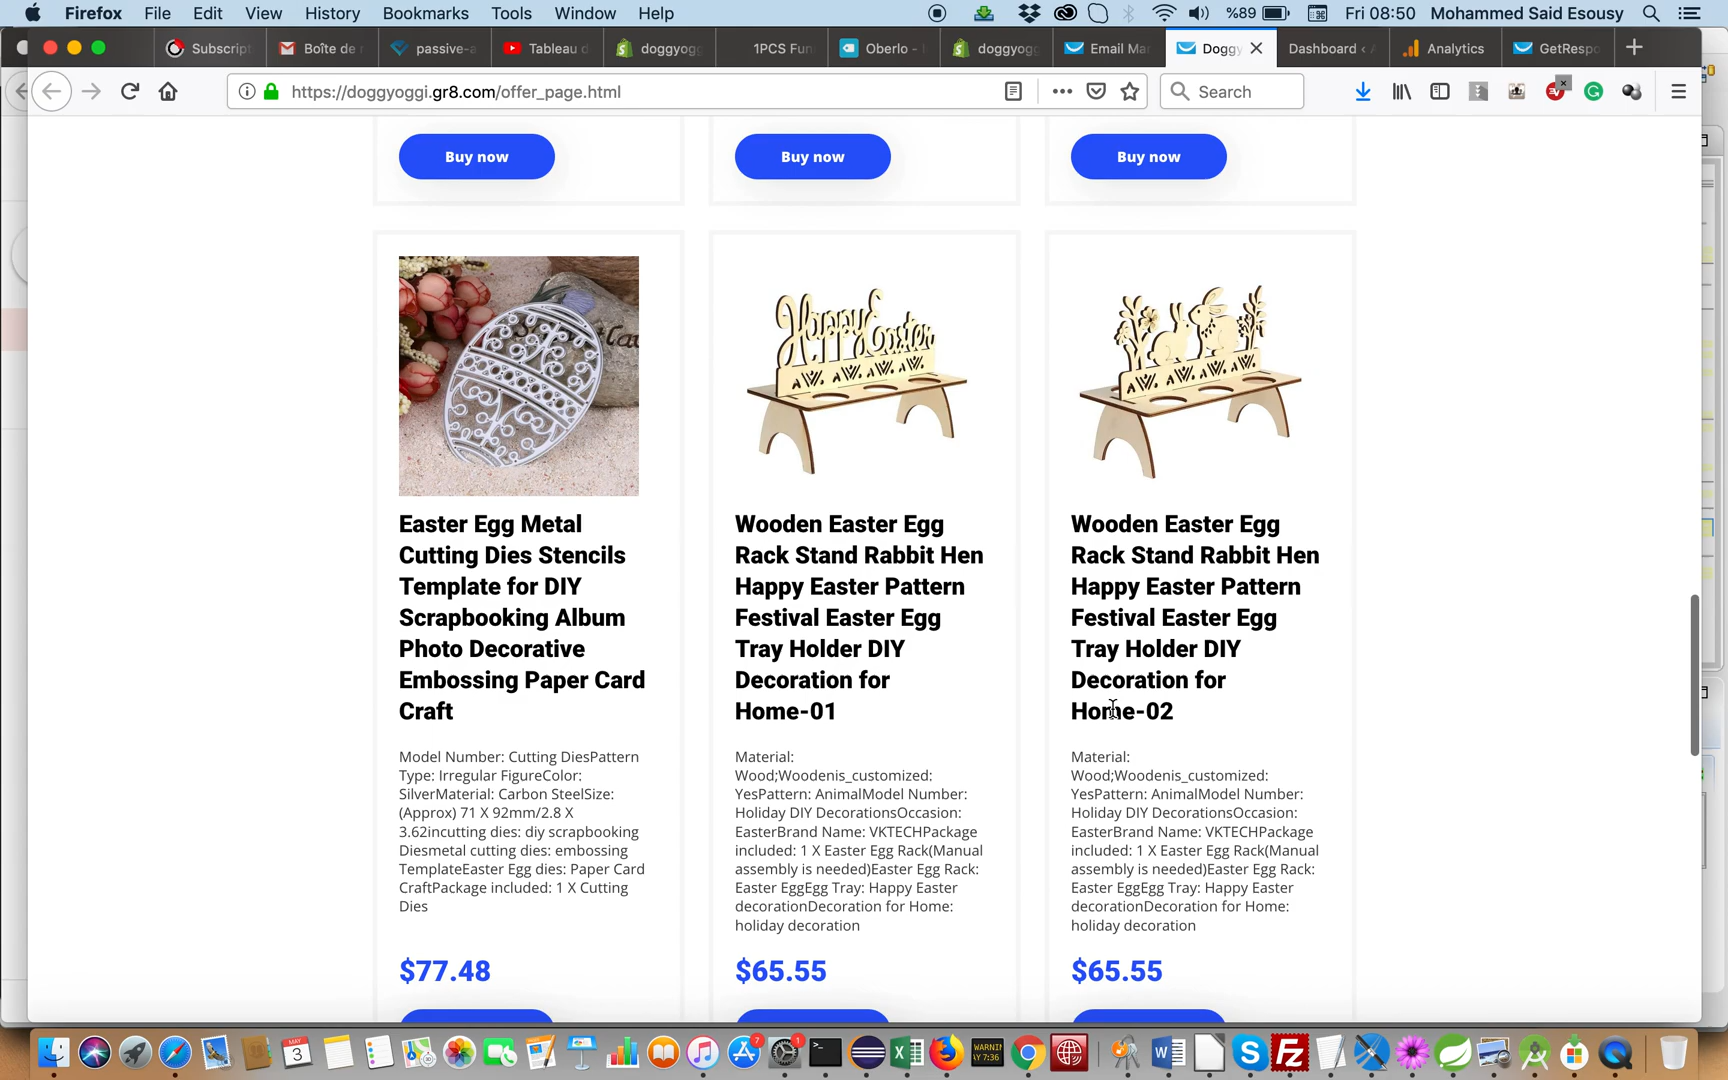 Firefox File Edit View History Bookmarks Tools Window Help %89 Fri 08:50 Mohammed Said Esousy
Subscript Gmail Boîte de passive-a Tableau d doggyogg 1PCS Fun Oberlo - doggyogg Email Mar Doggy Dashboard ‹ Analytics GetRespo
https://doggyoggi.gr8.com/offer_page.html Search
Buy now Buy now Buy now
Happy Easter
Easter Egg Metal
Cutting Dies Stencils
Template for DIY
Scrapbooking Album
Photo Decorative
Embossing Paper Card
Craft
Model Number: Cutting DiesPattern
Type: Irregular FigureColor:
SilverMaterial: Carbon SteelSize:
(Approx) 71 X 92mm/2.8 X
3.62incutting dies: diy scrapbooking
Diesmetal cutting dies: embossing
TemplateEaster Egg dies: Paper Card
CraftPackage included: 1 X Cutting
Dies
$77.48
Wooden Easter Egg
Rack Stand Rabbit Hen
Happy Easter Pattern
Festival Easter Egg
Tray Holder DIY
Decoration for
Home-01
Material:
Wood;Woodenis_customized:
YesPattern: AnimalModel Number:
Holiday DIY DecorationsOccasion:
EasterBrand Name: VKTECHPackage
included: 1 X Easter Egg Rack(Manual
assembly is needed)Easter Egg Rack:
Easter EggEgg Tray: Happy Easter
decorationDecoration for Home:
holiday decoration
$65.55
Wooden Easter Egg
Rack Stand Rabbit Hen
Happy Easter Pattern
Festival Easter Egg
Tray Holder DIY
Decoration for
Home-02
Material:
Wood;Woodenis_customized:
YesPattern: AnimalModel Number:
Holiday DIY DecorationsOccasion:
EasterBrand Name: VKTECHPackage
included: 1 X Easter Egg Rack(Manual
assembly is needed)Easter Egg Rack:
Easter EggEgg Tray: Happy Easter
decorationDecoration for Home:
holiday decoration
$65.55